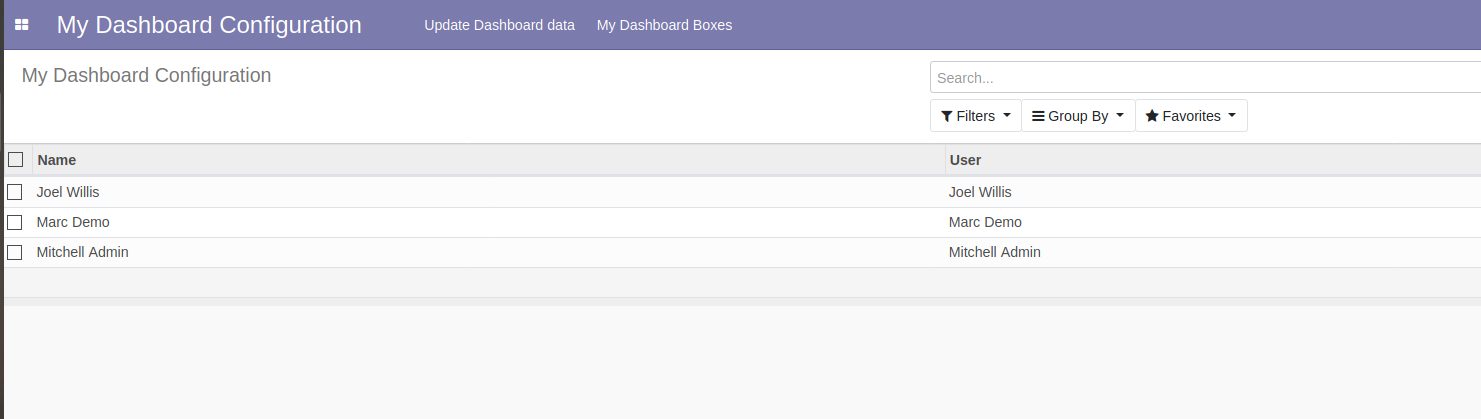 My Dashboard Configuration Update Dashboard data My Dashboard Boxes
My Dashboard Configuration
Search...
Filters Group By Favorites
Name User
Joel Willis Joel Willis
Marc Demo Marc Demo
Mitchell Admin Mitchell Admin